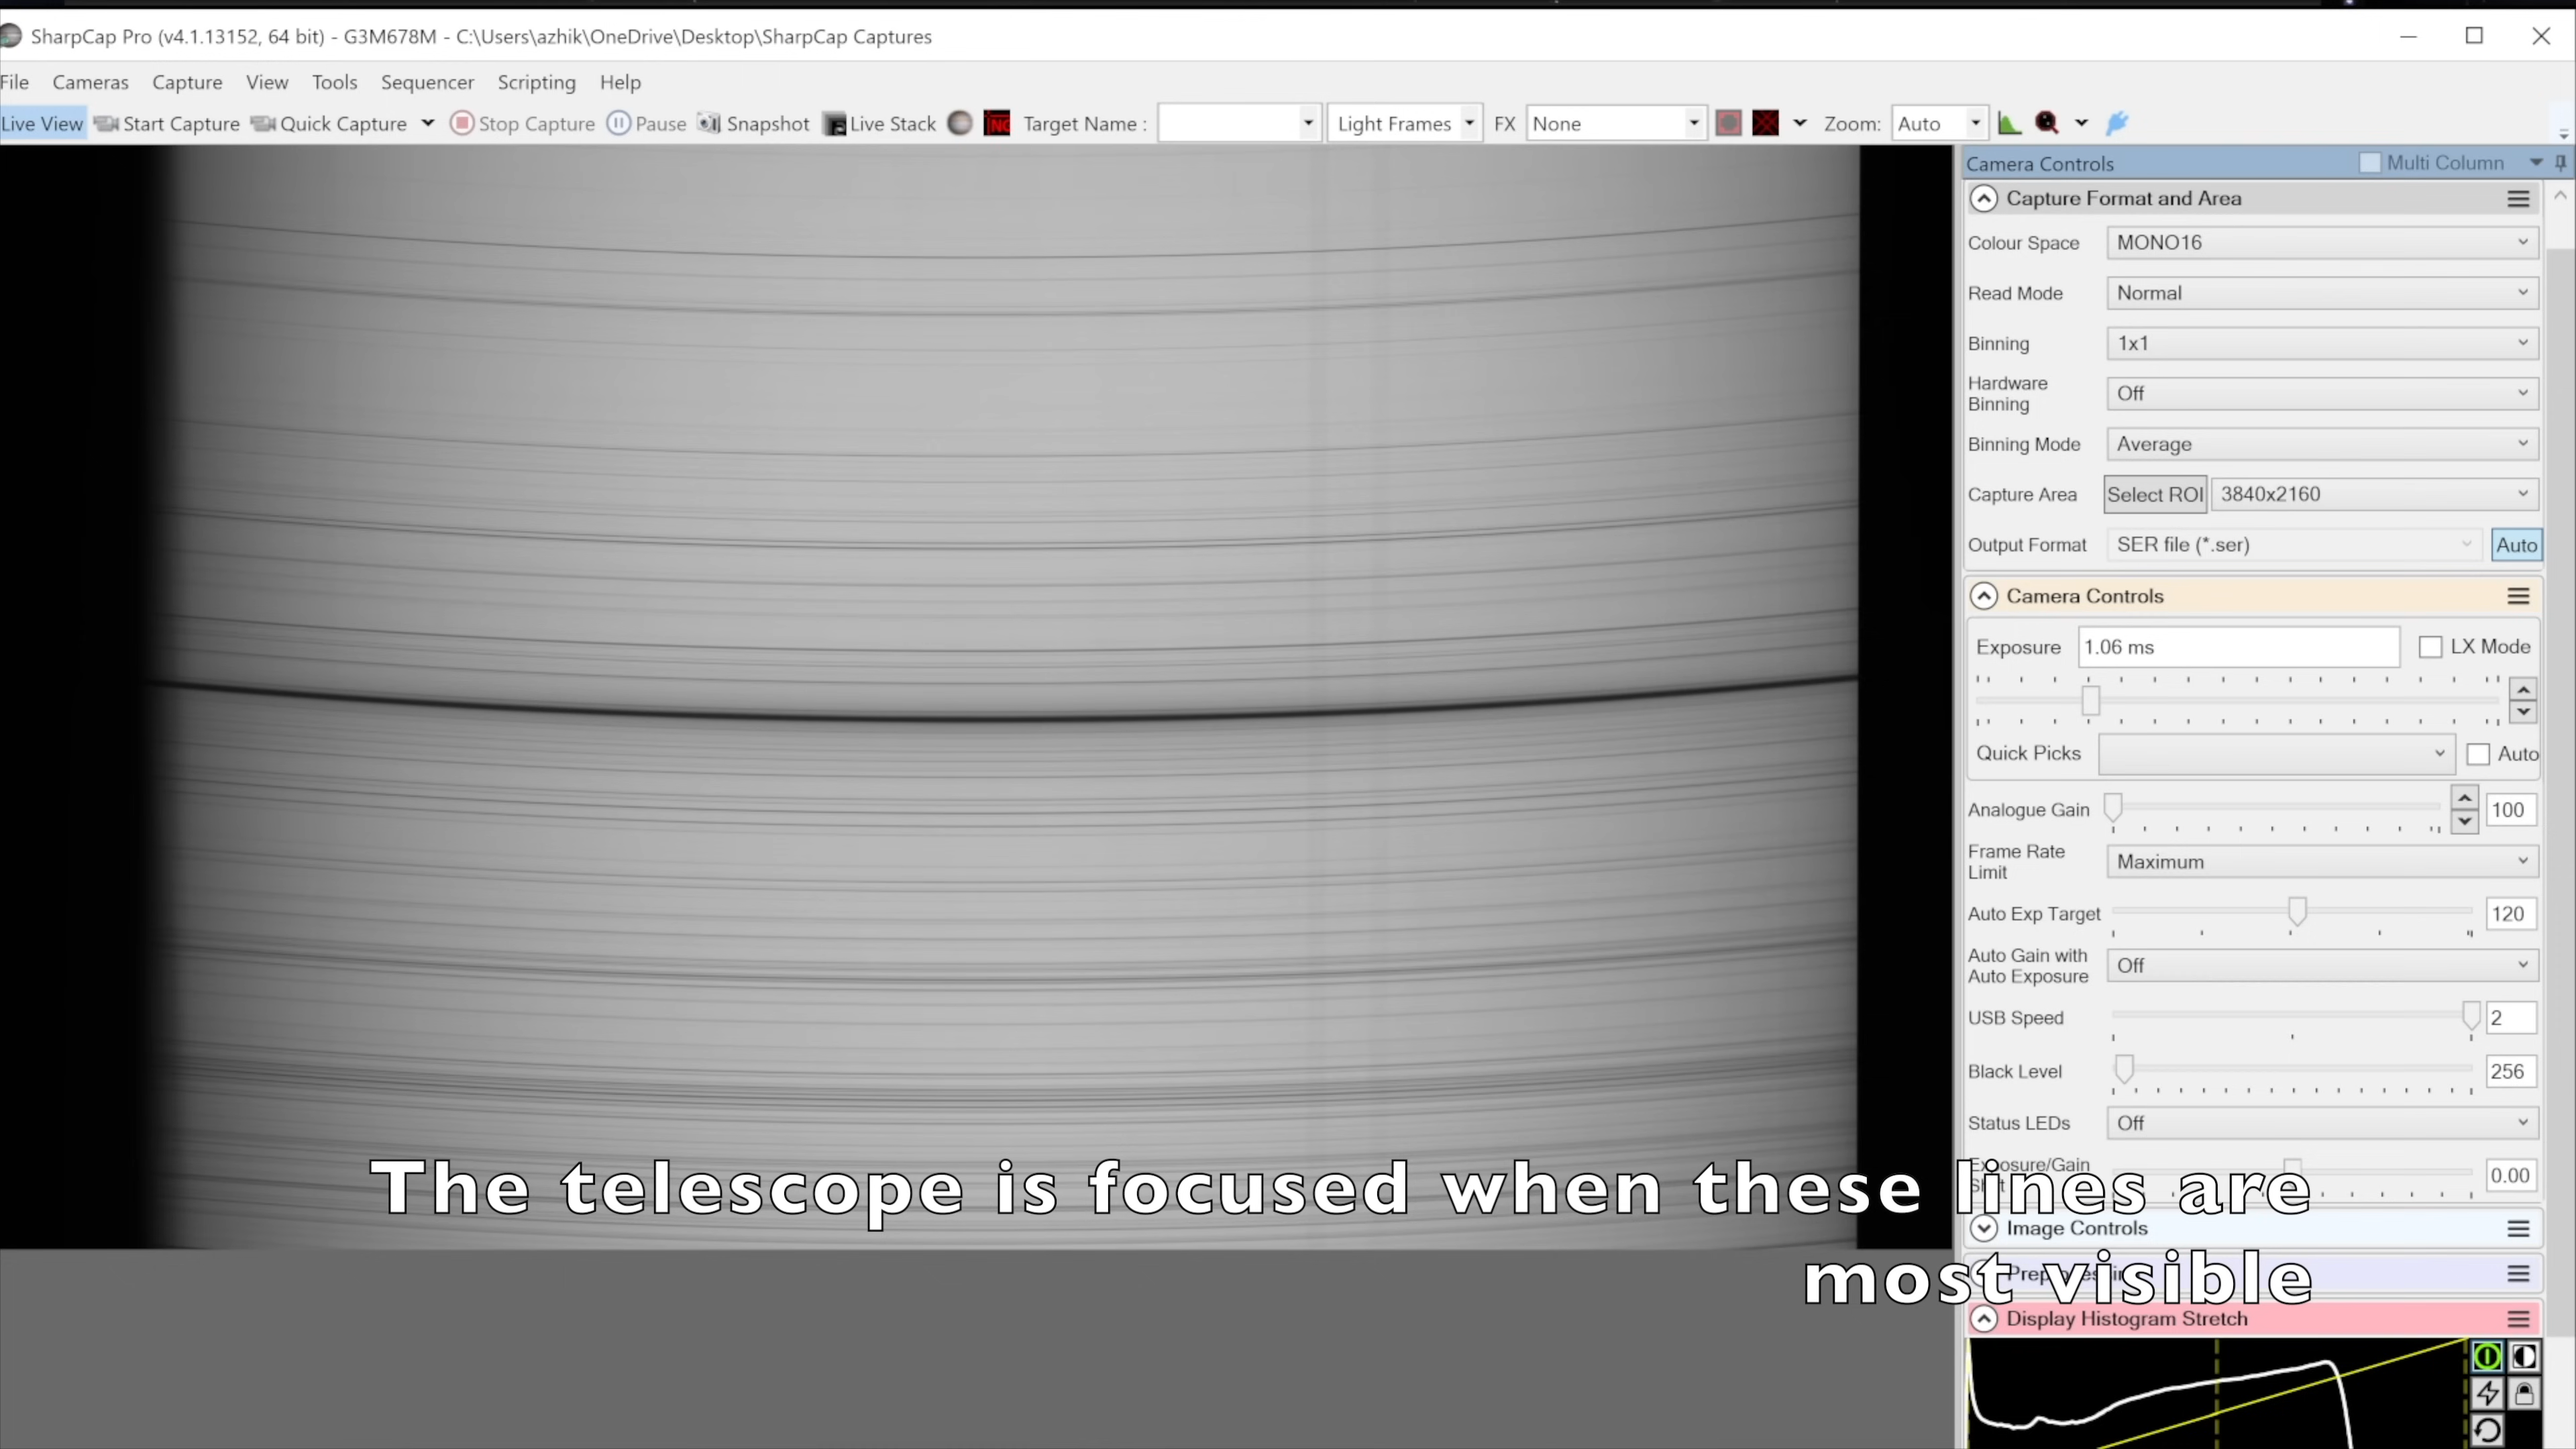 SharpCap Pro (v4.1.13152, 64 bit) - G3M678M - C:\Users\azhik\OneDrive\Desktop\SharpCap Captures
File Cameras Capture View Tools Sequencer Scripting Help
Live View Start Capture Quick Capture Stop Capture Pause Snapshot Live Stack Target Name : Light Frames FX None Zoom: Auto
Camera Controls Multi Column
Capture Format and Area
Colour Space MONO16
Read Mode Normal
Binning 1x1
Hardware
Binning Off
Binning Mode Average
Capture Area Select ROI 3840x2160
Output Format SER file (*.ser) Auto
Camera Controls
Exposure 1.06 ms LX Mode
Quick Picks Auto
Analogue Gain 100
Frame Rate
Limit Maximum
Auto Exp Target 120
Auto Gain with
Auto Exposure Off
USB Speed 2
Black Level 256
Status LEDs Off
Exposure/Gain
0.00
The telescope is focused when these lines are
most visible
Image Controls
Display Histogram Stretch